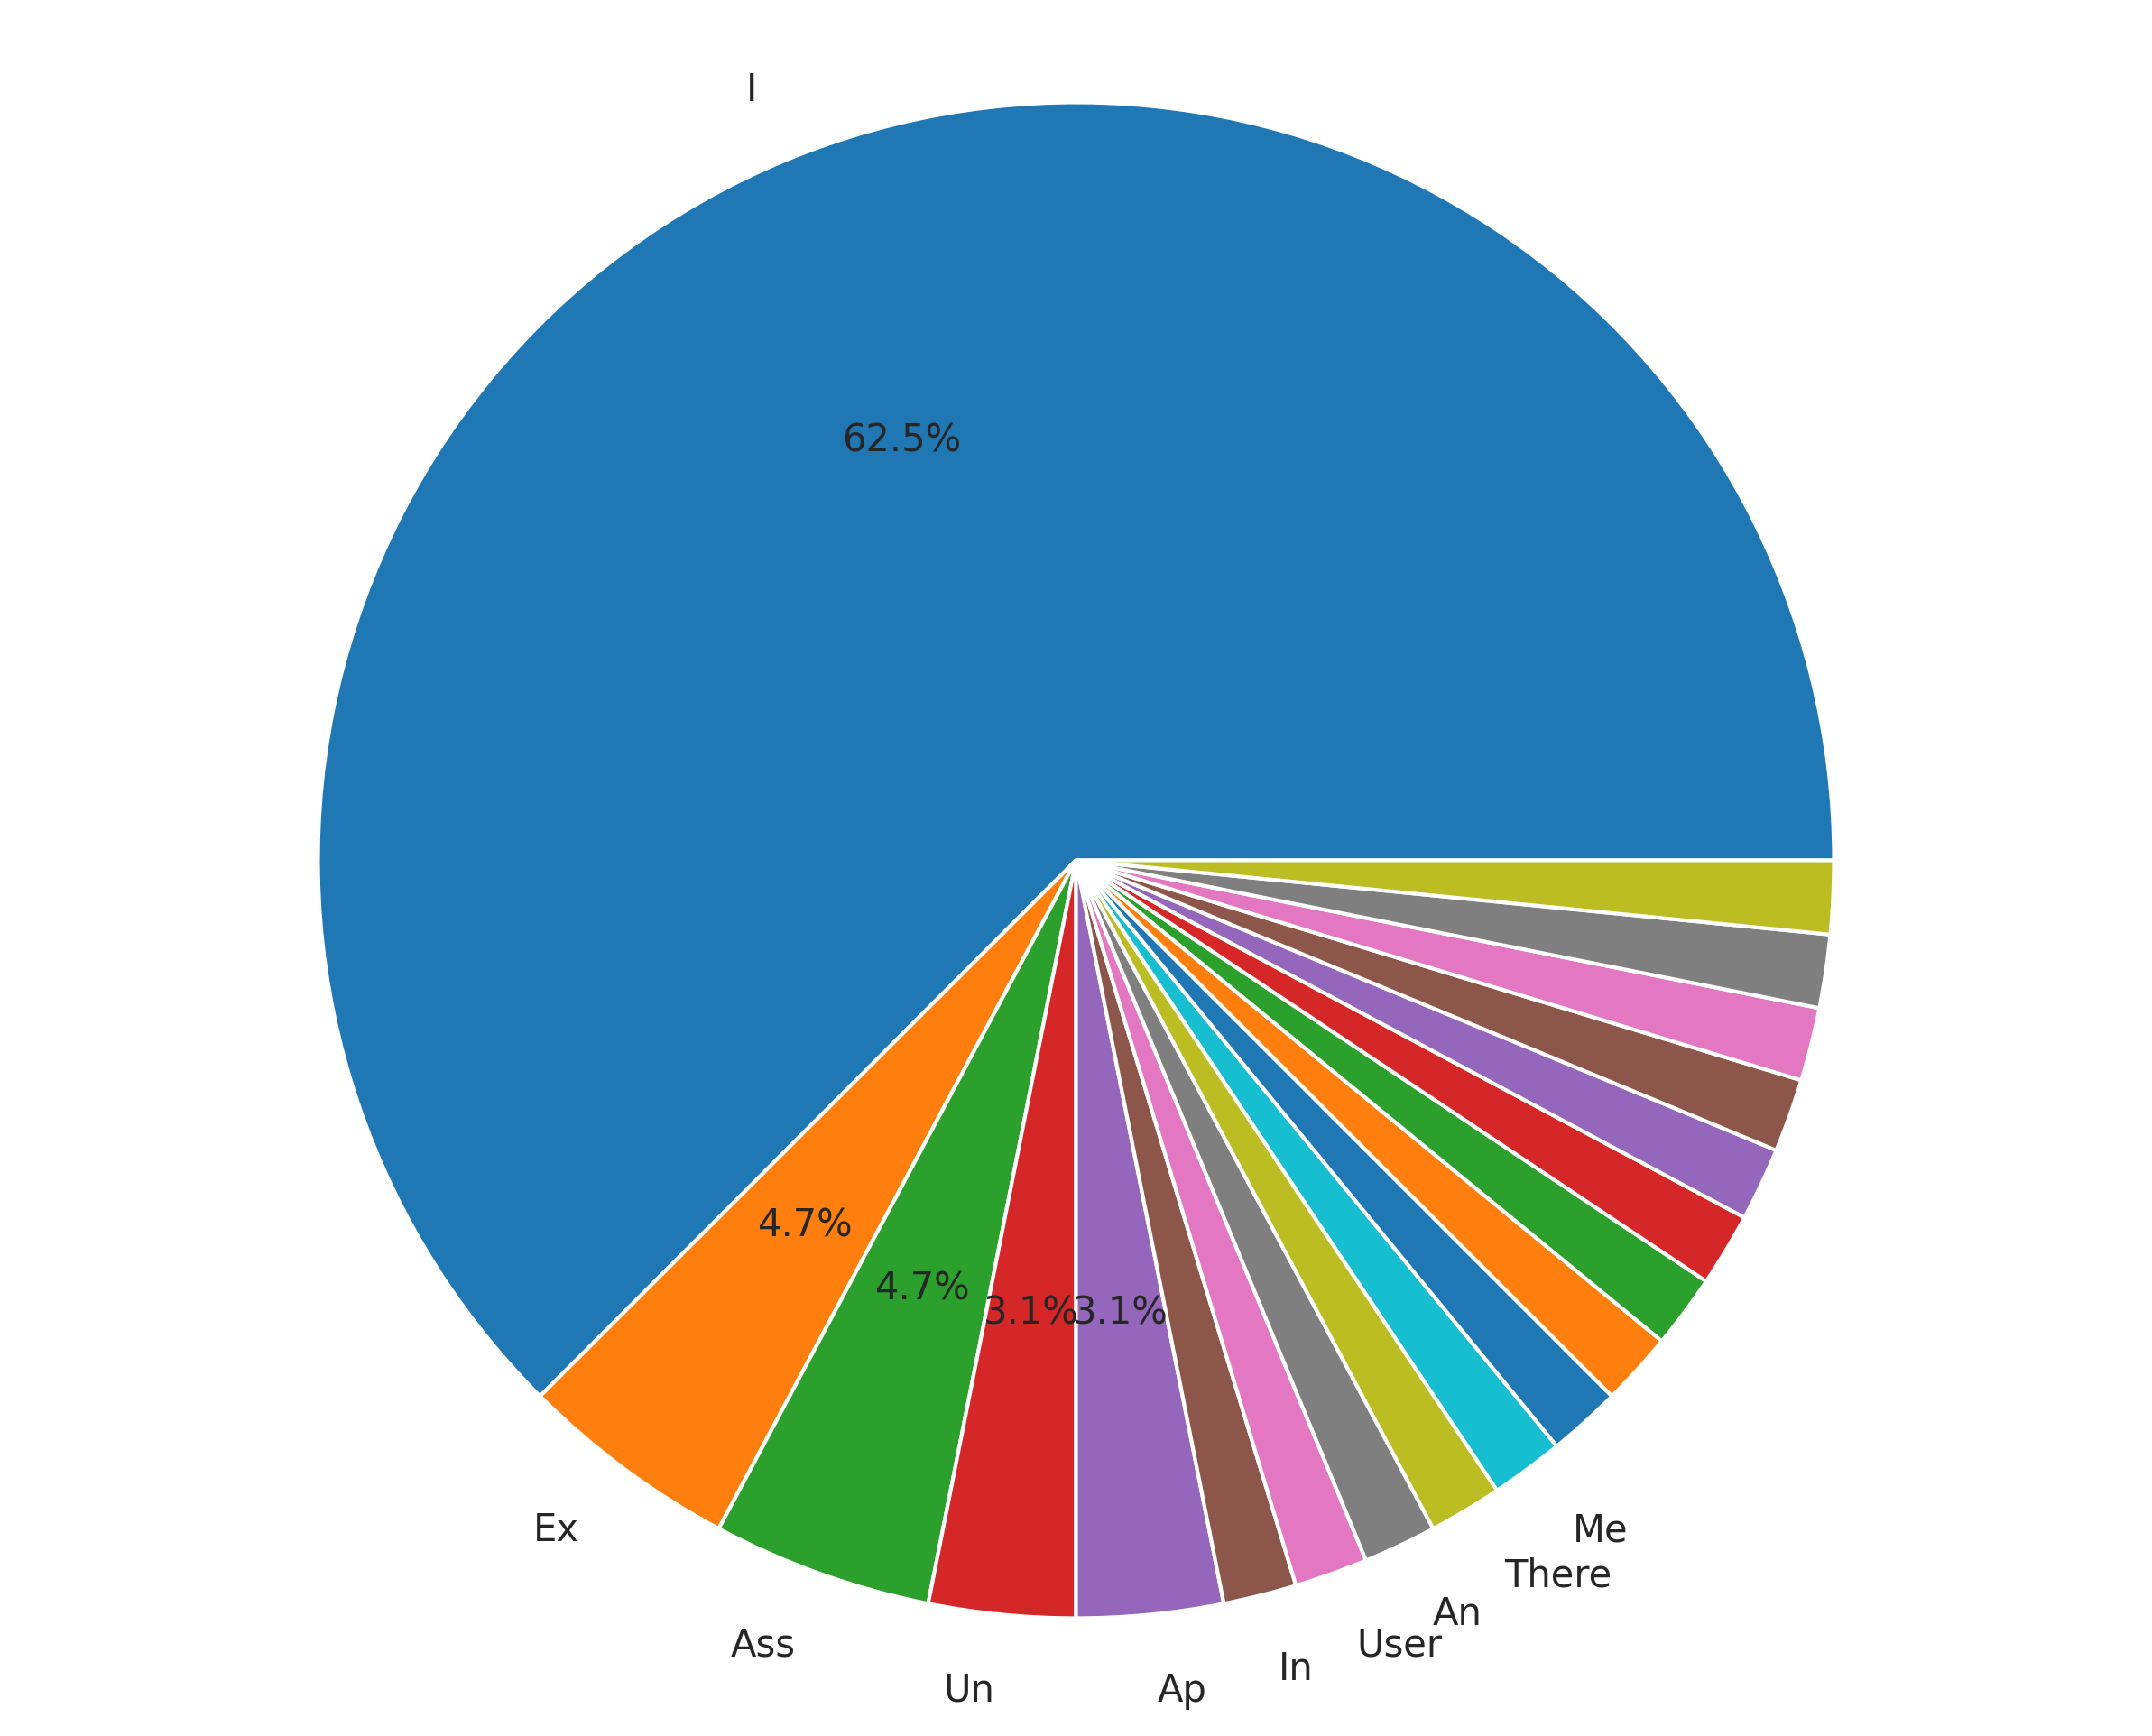 I
62.5%
4.7%
4.7%
3.1%
3.1%
Ex
Me
There
An
Ass
User
In
Un
Ap